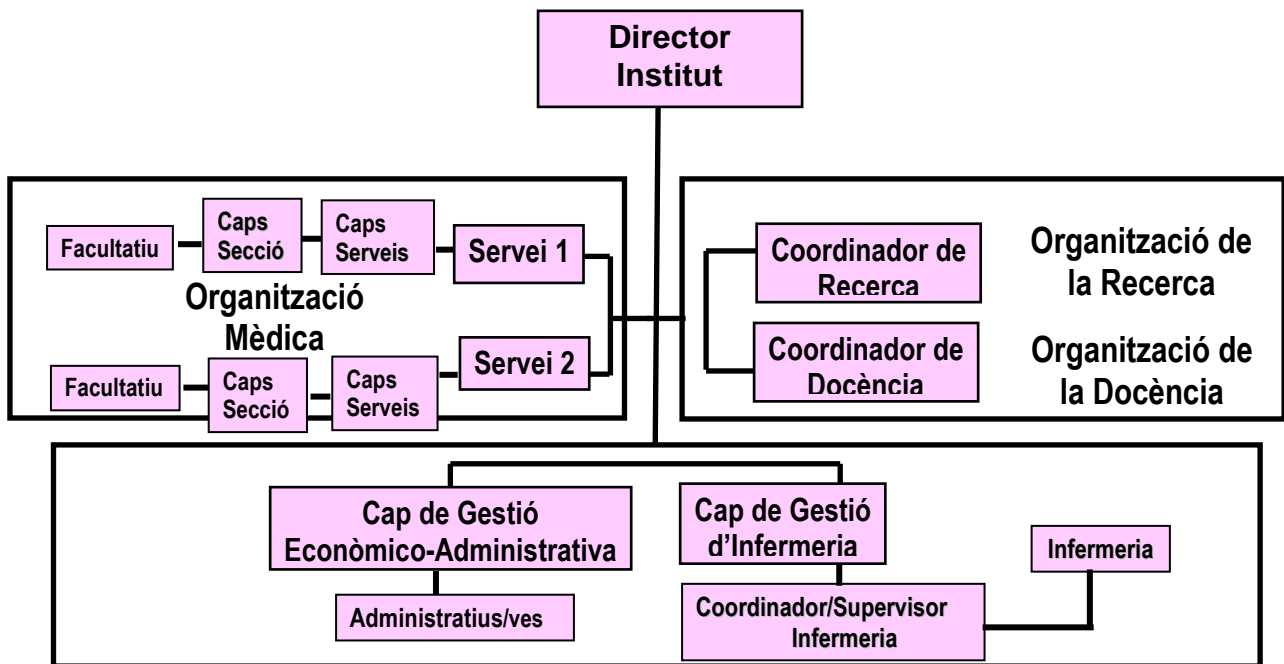 Director
Institut
Facultatiu
Caps
Secció
Caps
Serveis
Servei 1
Organització
Mèdica
Facultatiu
Caps
Secció
Caps
Serveis
Servei 2
Coordinador de
Recerca
Organització de
la Recerca
Coordinador de
Docència
Organització de
la Docència
Cap de Gestió
Econòmico-Administrativa
Administratius/ves
Cap de Gestió
d’Infermeria
Coordinador/Supervisor
Infermeria
Infermeria